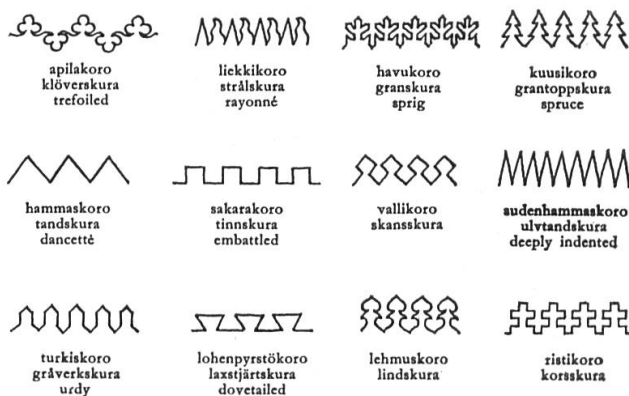 apilakoro
klöverskura
trefoiled
liekkikoro
strålskura
rayonné
havukoro
granskura
sprig
kuusikoro
grantoppskura
spruce
hammaskoro
tandskura
dancetté
sakarakoro
tinnskura
embattled
vallikoro
skansskura
sudenhammaskoro
ulvtandskura
deeply indented
turkiskoro
gråverkskura
urdy
lohenpyrstökoro
laxstjärtskura
dovetailed
lehmuskoro
lindskura
ristikoro
korsskura